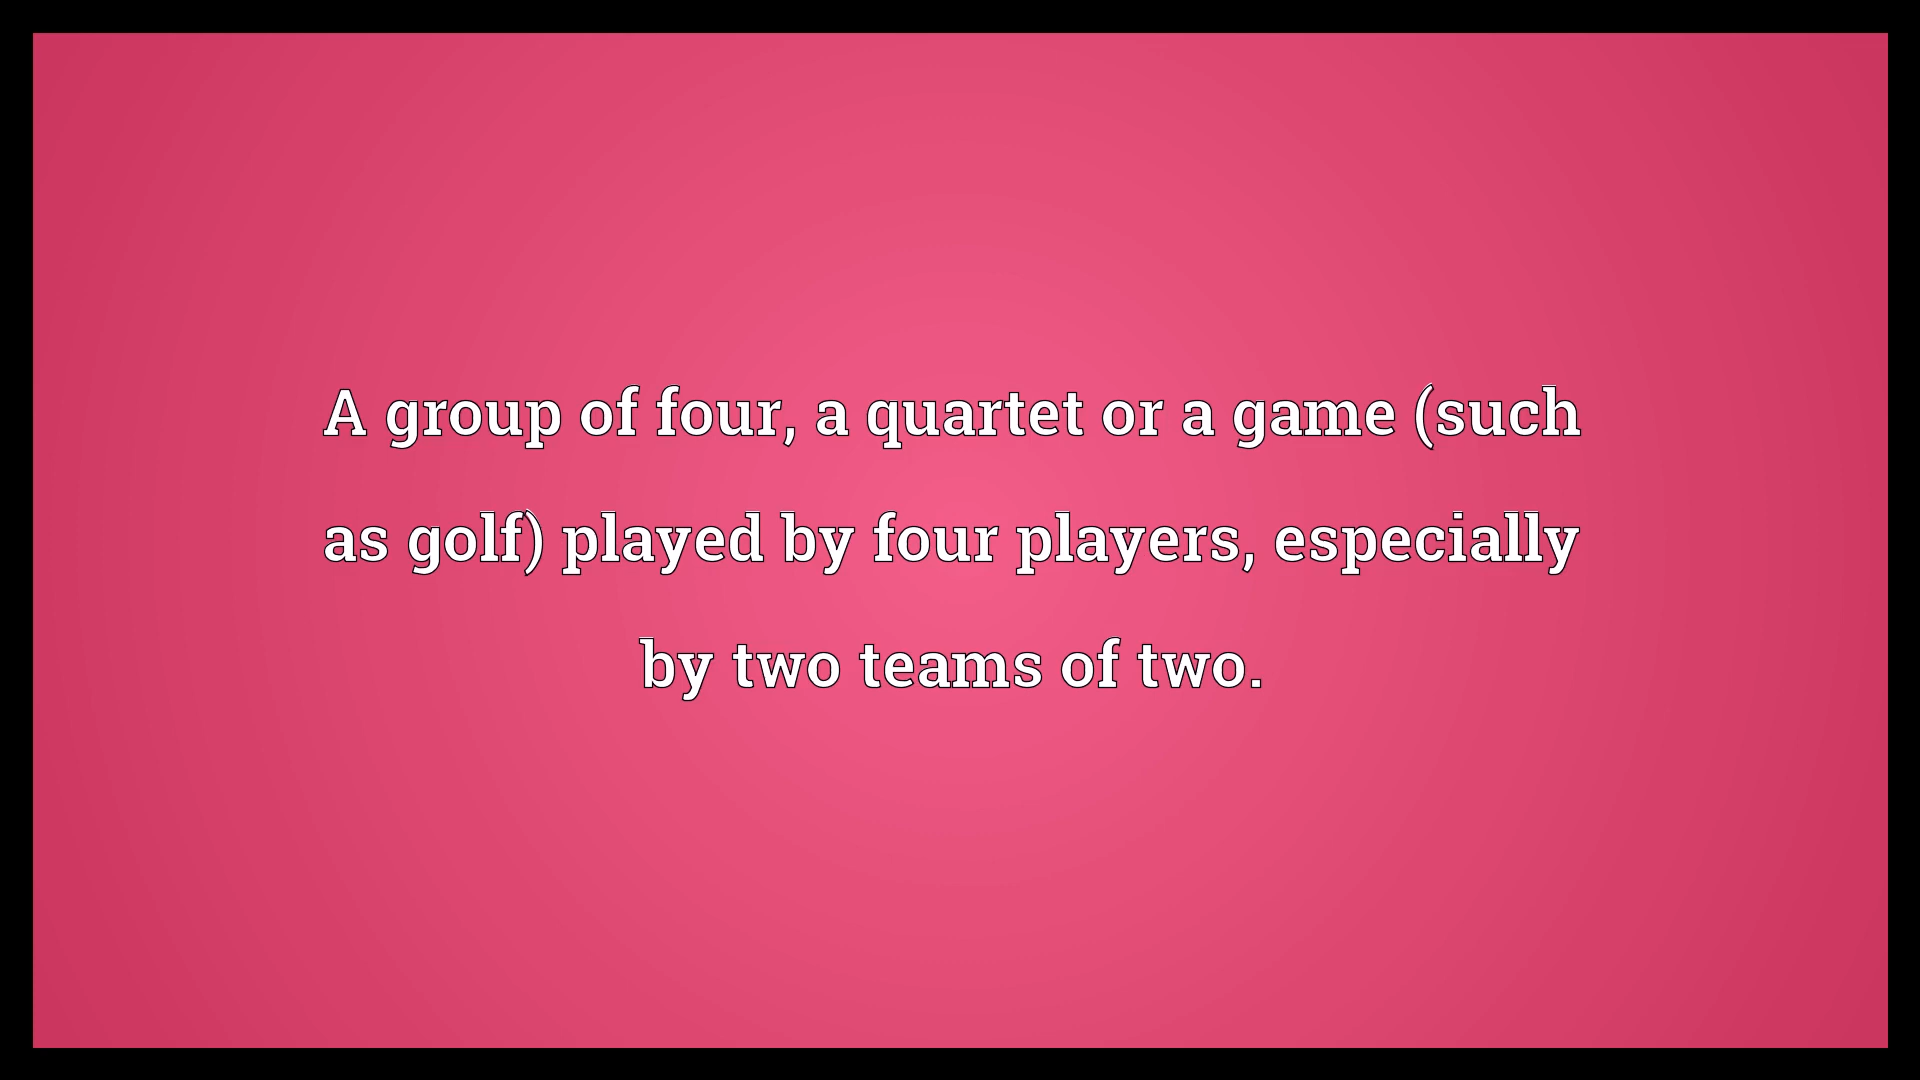 A group of four, a quartet or a game (such
as golf) played by four players, especially
by two teams of two.